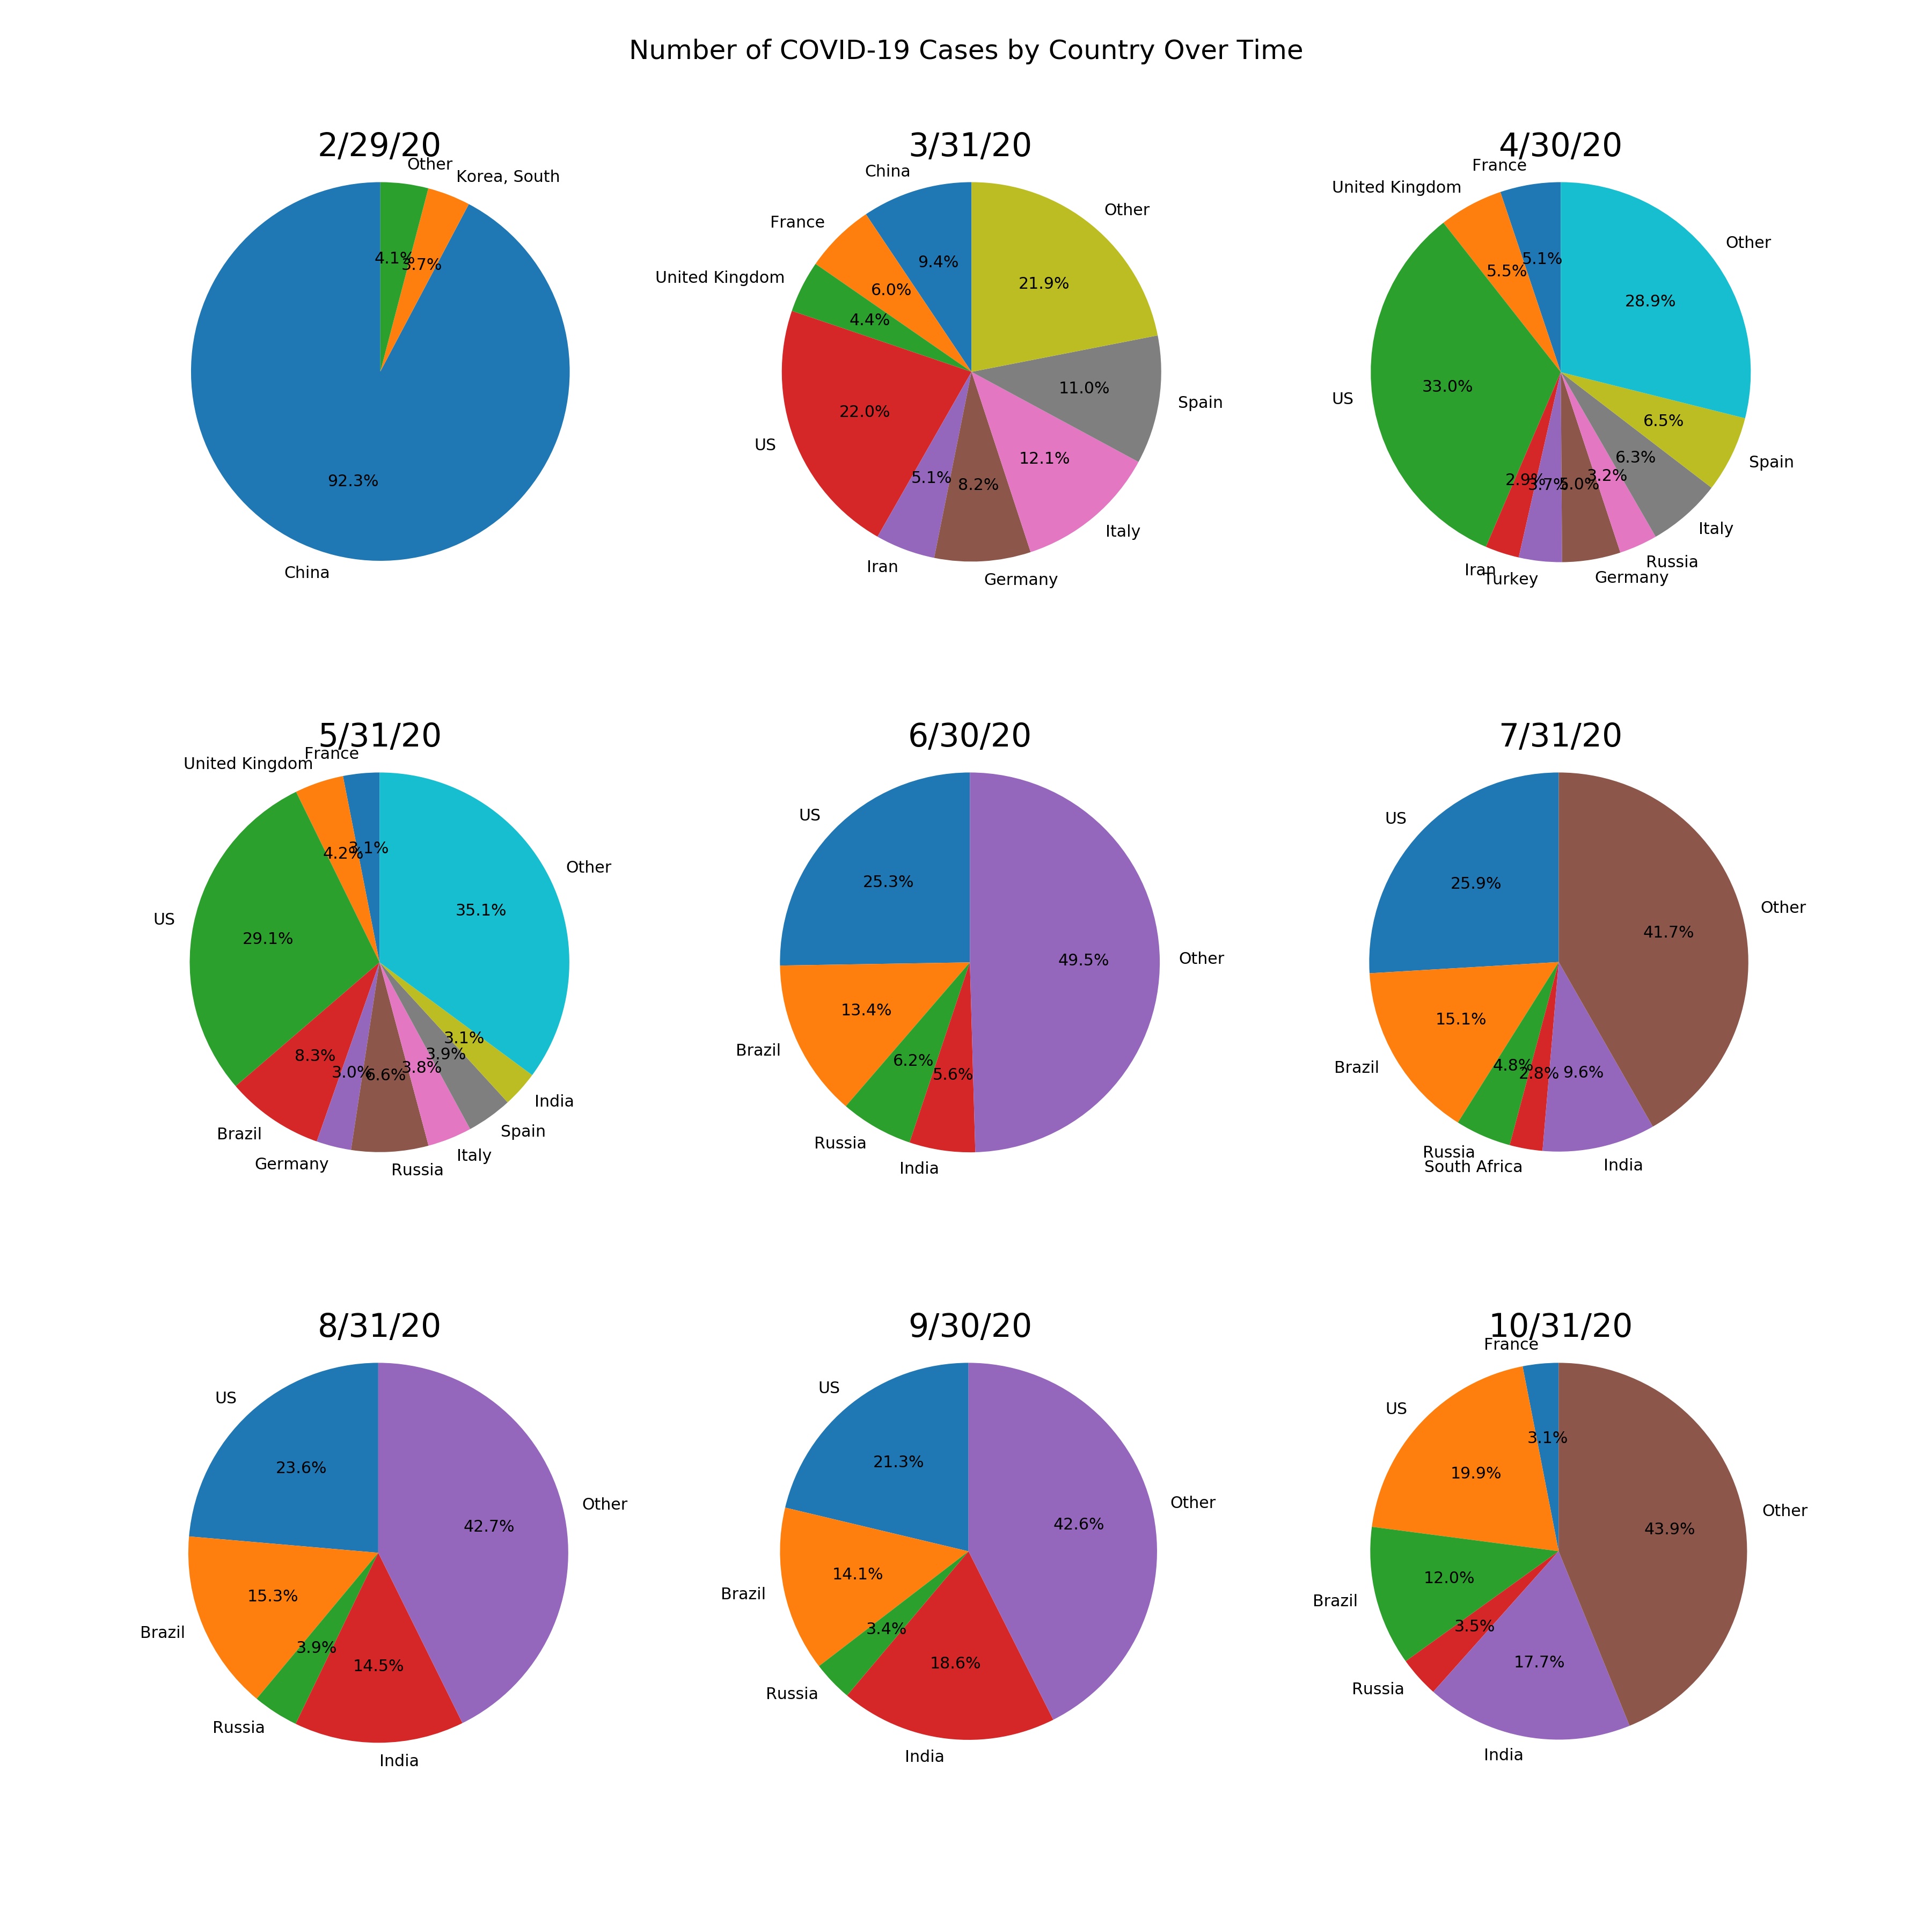 Number of COVID-19 Cases by Country Over Time
2/29/20
Other
Korea, South
4.1%
3.7%
92.3%
China
3/31/20
China
Other
France
9.4%
21.9%
United Kingdom
6.0%
4.4%
11.0%
Spain
22.0%
US
12.1%
5.1%
8.2%
Italy
Iran
Germany
4/30/20
France
United Kingdom
Other
5.1%
5.5%
28.9%
33.0%
US
6.5%
6.3%
Spain
2.9%
3.7%
5.0%
3.2%
Italy
Russia
Iran
Turkey
Germany
5/31/20
France
United Kingdom
4.2%
3.1%
Other
35.1%
US
29.1%
3.1%
8.3%
3.9%
3.0%
6.6%
3.8%
India
Brazil
Spain
Germany
Russia
Italy
6/30/20
US
25.3%
49.5%
Other
13.4%
Brazil
6.2%
5.6%
Russia
India
7/31/20
US
25.9%
Other
41.7%
15.1%
Brazil
4.8%
2.8%
9.6%
Russia
South Africa
India
8/31/20
US
23.6%
Other
42.7%
15.3%
Brazil
3.9%
14.5%
Russia
India
9/30/20
US
21.3%
Other
42.6%
14.1%
Brazil
3.4%
18.6%
Russia
India
10/31/20
France
US
3.1%
19.9%
Other
43.9%
12.0%
Brazil
3.5%
17.7%
Russia
India